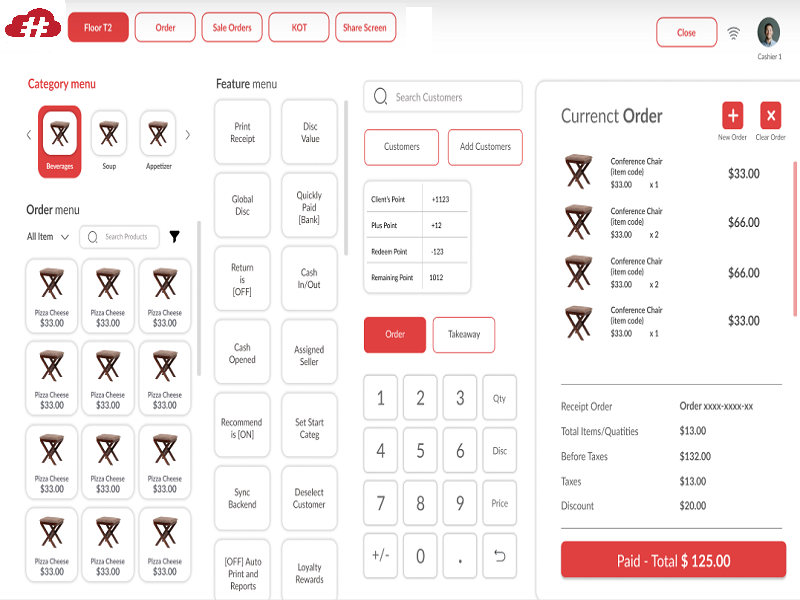 Floor T2
Order
Sale Orders
KOT
Share Screen
Close
Cashier 1
Category menu
Beverages
Soup
Appetizer
Order menu
All Item
Search Products
Pizza Cheese
$33.00
Pizza Cheese
$33.00
Pizza Cheese
$33.00
Pizza Cheese
$33.00
Pizza Cheese
$33.00
Pizza Cheese
$33.00
Pizza Cheese
$33.00
Pizza Cheese
$33.00
Pizza Cheese
$33.00
Pizza Cheese
$33.00
Pizza Cheese
$33.00
Pizza Cheese
$33.00
Feature menu
Print
Receipt
Disc
Value
Global
Disc
Quickly
Paid
[Bank]
Return
is
[OFF]
Cash
In/Out
Cash
Opened
Assigned
Seller
Recommend
is [ON]
Set Start
Categ
Sync
Backend
Deselect
Customer
[OFF] Auto
Print and
Reports
Loyalty
Rewards
Search Customers
Customers
Add Customers
Client's Point +1123
Plus Point +12
Redeem Point -123
Remaining Point 1012
Order
Takeaway
1 2 3 Qty
4 5 6 Disc
7 8 9 Price
+/- 0 .
Currenct Order
New Order
Clear Order
Conference Chair
(item code)
$33.00 x 1
$33.00
Conference Chair
(item code)
$33.00 x 2
$66.00
Conference Chair
(item code)
$33.00 x 2
$66.00
Conference Chair
(item code)
$33.00 x 1
$33.00
Receipt Order Order xxxx-xxxx-xx
Total Items/Quatities $13.00
Before Taxes $132.00
Taxes $13.00
Discount $20.00
Paid - Total $ 125.00